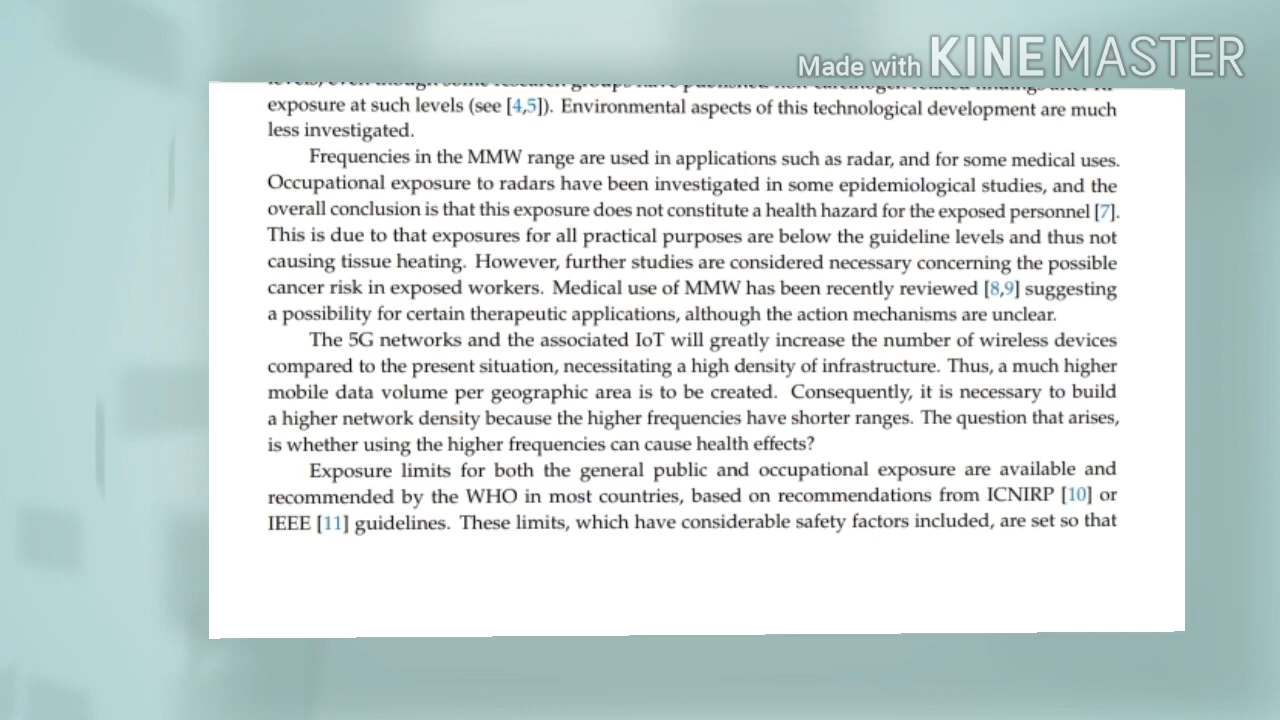 Made with KINEMASTER
exposure at such levels (see [4,5]). Environmental aspects of this technological development are much
less investigated.
Frequencies in the MMW range are used in applications such as radar, and for some medical uses.
Occupational exposure to radars have been investigated in some epidemiological studies, and the
overall conclusion is that this exposure does not constitute a health hazard for the exposed personnel [7].
This is due to that exposures for all practical purposes are below the guideline levels and thus not
causing tissue heating. However, further studies are considered necessary concerning the possible
cancer risk in exposed workers. Medical use of MMW has been recently reviewed [8,9] suggesting
a possibility for certain therapeutic applications, although the action mechanisms are unclear.
The 5G networks and the associated IoT will greatly increase the number of wireless devices
compared to the present situation, necessitating a high density of infrastructure. Thus, a much higher
mobile data volume per geographic area is to be created. Consequently, it is necessary to build
a higher network density because the higher frequencies have shorter ranges. The question that arises,
is whether using the higher frequencies can cause health effects?
Exposure limits for both the general public and occupational exposure are available and
recommended by the WHO in most countries, based on recommendations from ICNIRP [10] or
IEEE [11] guidelines. These limits, which have considerable safety factors included, are set so that